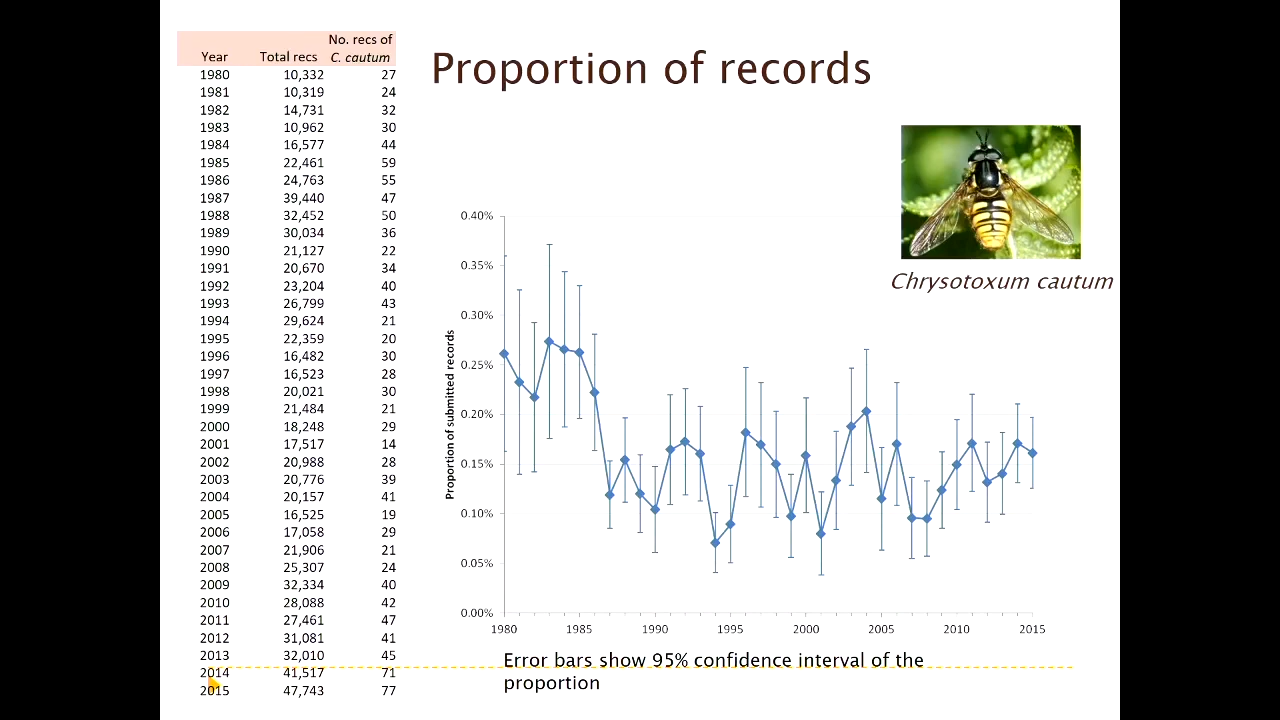 No. recs of
Year Total recs C. cautum
1980 10,332 27
1981 10,319 24
1982 14,731 32
1983 10,962 30
1984 16,577 44
1985 22,461 59
1986 24,763 55
1987 39,440 47
1988 32,452 50
1989 30,034 36
1990 21,127 22
1991 20,670 34
1992 23,204 40
1993 26,799 43
1994 29,624 21
1995 22,359 20
1996 16,482 30
1997 16,523 28
1998 20,021 30
1999 21,484 21
2000 18,248 29
2001 17,517 14
2002 20,988 28
2003 20,776 39
2004 20,157 41
2005 16,525 19
2006 17,058 29
2007 21,906 21
2008 25,307 24
2009 32,334 40
2010 28,088 42
2011 27,461 47
2012 31,081 41
2013 32,010 45
2014 41,517 71
2015 47,743 77
Proportion of records
Chrysotoxum cautum
Proportion of submitted records
0.40%
0.35%
0.30%
0.25%
0.20%
0.15%
0.10%
0.05%
0.00%
1980 1985 1990 1995 2000 2005 2010 2015
Error bars show 95% confidence interval of the
proportion